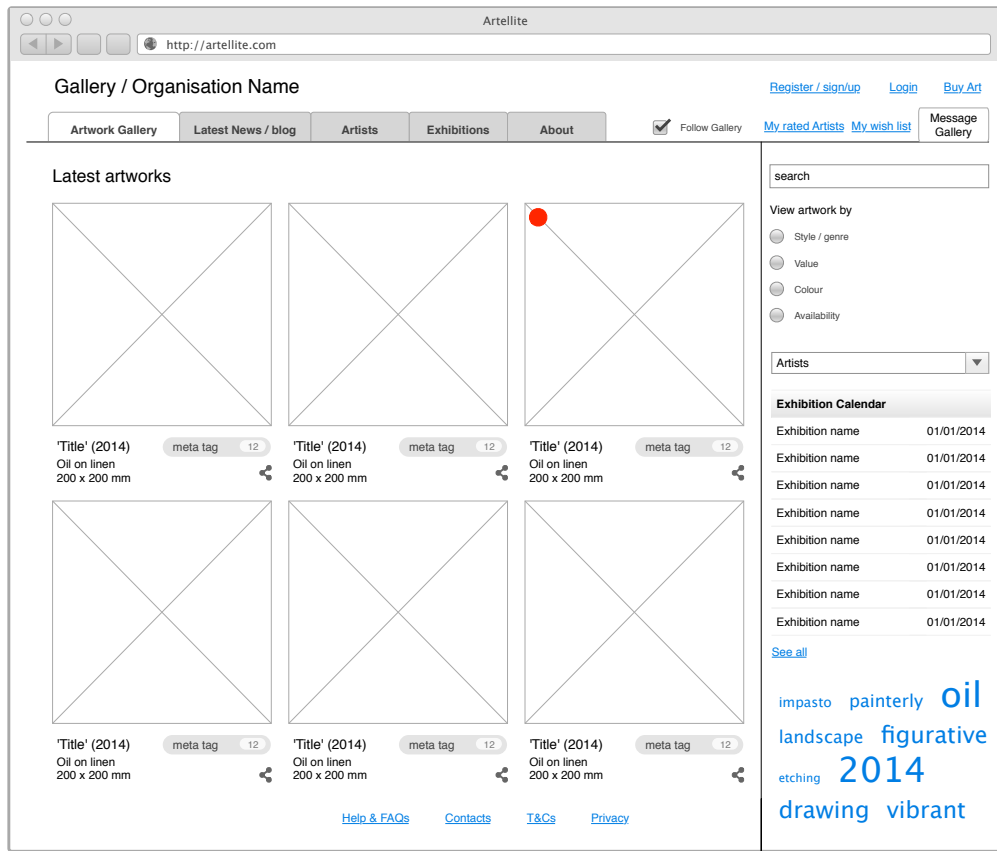 Artellite
http://artellite.com
Gallery / Organisation Name
Register / sign/up Login Buy Art
Artwork Gallery Latest News / blog Artists Exhibitions About Follow Gallery My rated Artists My wish list Message Gallery
Latest artworks
search
View artwork by
Style / genre
Value
Colour
Availability
Artists
Exhibition Calendar
Exhibition name 01/01/2014
Exhibition name 01/01/2014
Exhibition name 01/01/2014
Exhibition name 01/01/2014
Exhibition name 01/01/2014
Exhibition name 01/01/2014
Exhibition name 01/01/2014
Exhibition name 01/01/2014
See all
'Title' (2014) meta tag 12 'Title' (2014) meta tag 12 'Title' (2014) meta tag 12
Oil on linen Oil on linen Oil on linen
200 x 200 mm 200 x 200 mm 200 x 200 mm
'Title' (2014) meta tag 12 'Title' (2014) meta tag 12 'Title' (2014) meta tag 12
Oil on linen Oil on linen Oil on linen
200 x 200 mm 200 x 200 mm 200 x 200 mm
impasto painterly oil
landscape figurative
etching 2014
drawing vibrant
Help & FAQs Contacts T&Cs Privacy